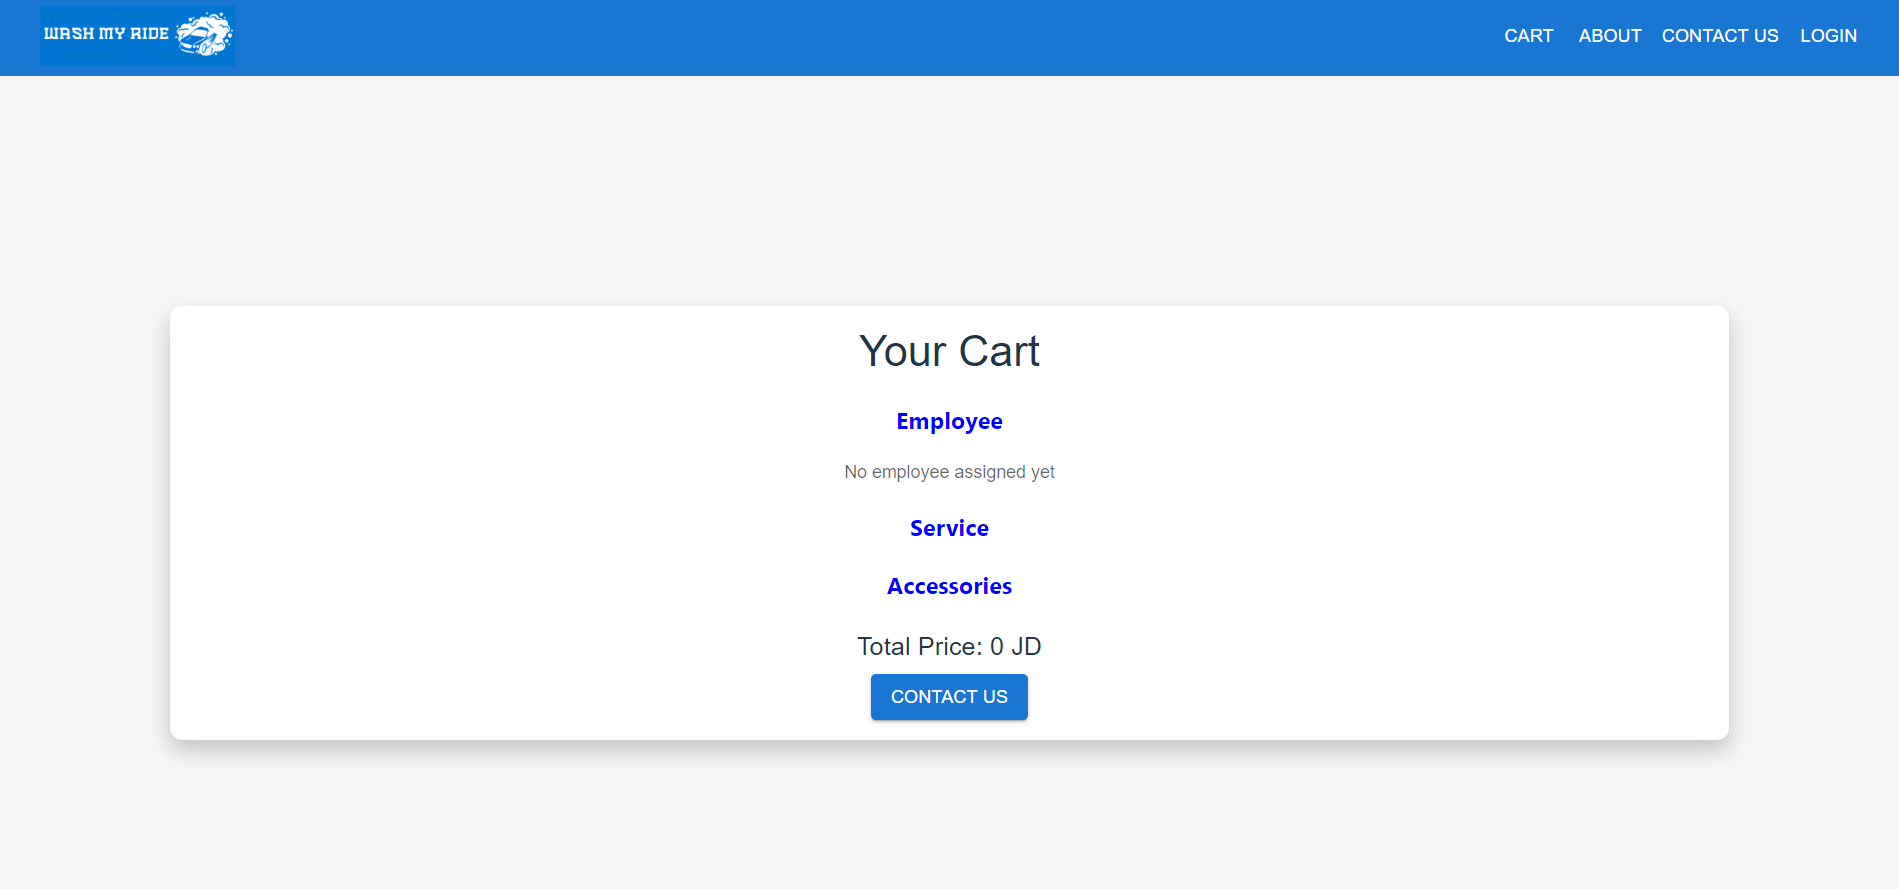 WASH MY RIDE
CART ABOUT CONTACT US LOGIN
Your Cart
Employee
No employee assigned yet
Service
Accessories
Total Price: 0 JD
CONTACT US